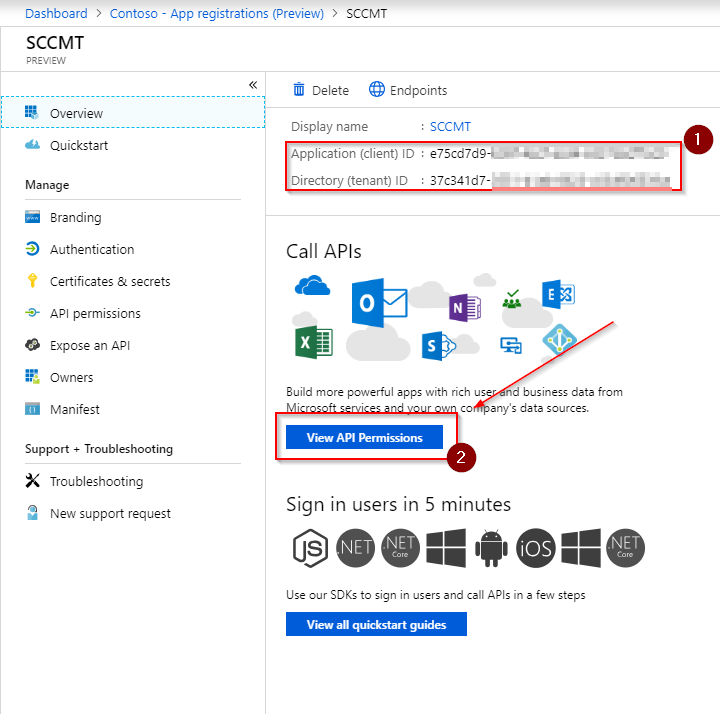 Dashboard > Contoso - App registrations (Preview) > SCCMT
SCCMT
PREVIEW
«
Overview
Quickstart
Manage
Branding
Authentication
Certificates & secrets
API permissions
Expose an API
Owners
Manifest
Support + Troubleshooting
Troubleshooting
New support request
Delete Endpoints
Display name : SCCMT
1
Application (client) ID : e75cd7d9-
Directory (tenant) ID : 37c341d7-
Call APIs
O N E
X S
Build more powerful apps with rich user and business data from
Microsoft services and your own company's data sources.
View API Permissions
2
Sign in users in 5 minutes
JS .NET .NET Core iOS .NET Core
Use our SDKs to sign in users and call APIs in a few steps
View all quickstart guides